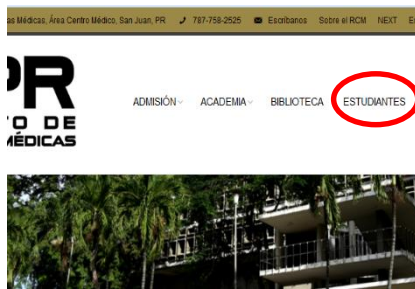 as Médicas, Área Centro Médico, San Juan, PR 787-758-2525 Escríbanos Sobre el RCM NEXT
PR
TO DE
MÉDICAS
ADMISIÓN ACADEMIA BIBLIOTECA ESTUDIANTES